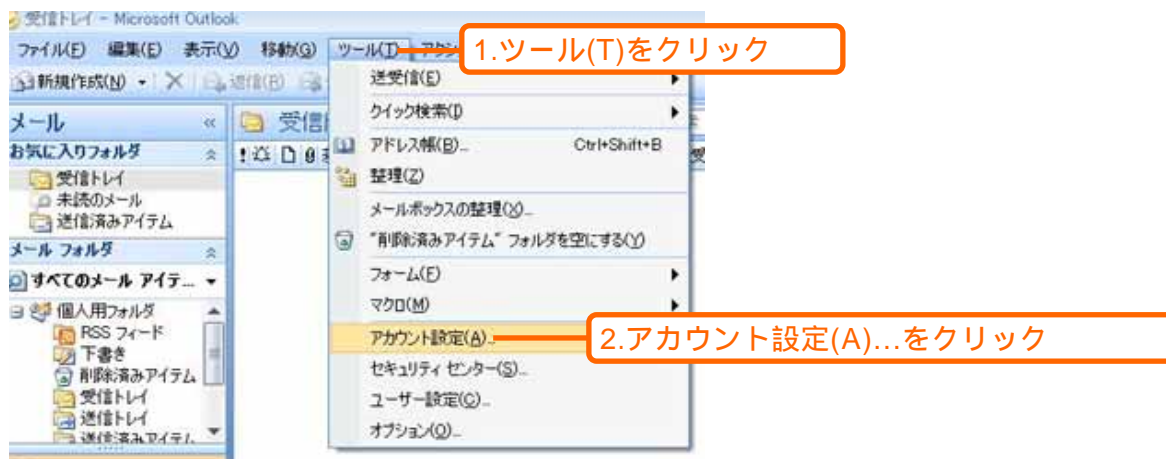 受信トレイ - Microsoft Outlook
ファイル(F) 編集(E) 表示(V) 移動(G) ツール(T)
1.ツール(T)をクリック
新規作成(N) 返信(R)
送受信(E)
クイック検索(I)
メール «
受信
お気に入りフォルダ
アドレス帳(B)... Ctrl+Shift+B
受信トレイ
整理(Z)
未読のメール
送信済みアイテム
メールボックスの整理(X)...
"削除済みアイテム" フォルダを空にする(Y)
メール フォルダ
すべてのメール アイテ...
フォーム(F)
マクロ(M)
個人用フォルダ
RSS フィード
アカウント設定(A)...
2.アカウント設定(A)...をクリック
下書き
削除済みアイテム
セキュリティ センター(S)...
受信トレイ
ユーザー設定(C)...
送信トレイ
オプション(O)...
送信済みアイテム